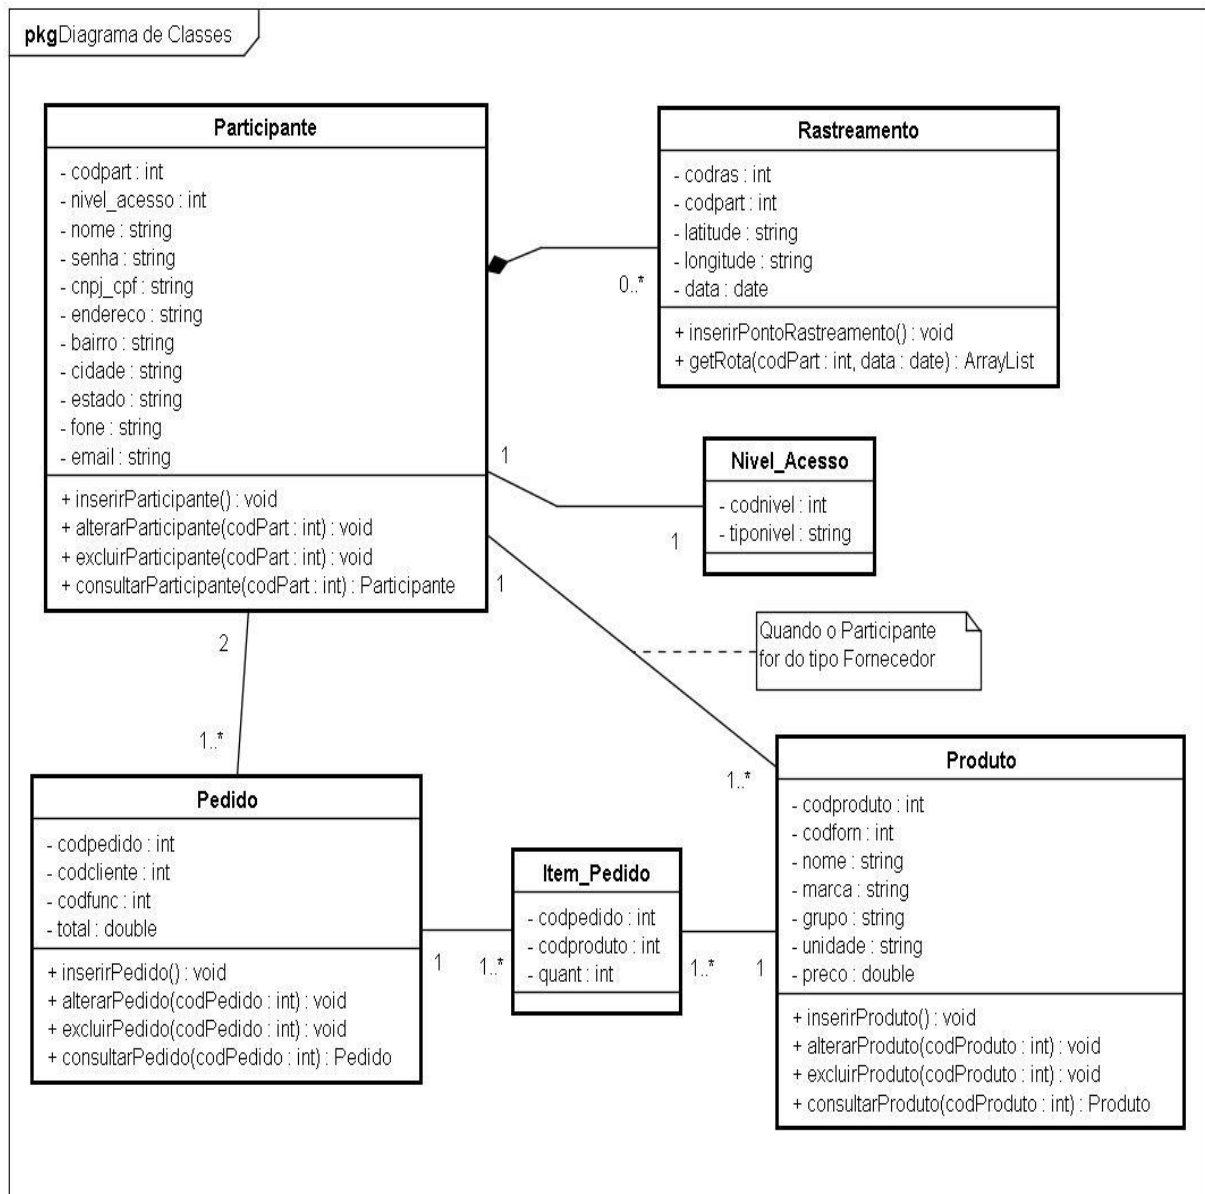 pkgDiagrama de Classes
Participante
- codpart : int
- nivel_acesso : int
- nome : string
- senha : string
- cnpj_cpf : string
- endereco : string
- bairro : string
- cidade : string
- estado : string
- fone : string
- email : string
+ inserirParticipante() : void
+ alterarParticipante(codPart : int) : void
+ excluirParticipante(codPart : int) : void
+ consultarParticipante(codPart : int) : Participante
Rastreamento
- codras : int
- codpart : int
- latitude : string
- longitude : string
- data : date
+ inserirPontoRastreamento() : void
+ getRota(codPart : int, data : date) : ArrayList
0..*
1
Nivel_Acesso
- codnivel : int
- tiponivel : string
1
1
Quando o Participante
for do tipo Fornecedor
2
1..*
1..*
Pedido
- codpedido : int
- codcliente : int
- codfunc : int
- total : double
+ inserirPedido() : void
+ alterarPedido(codPedido : int) : void
+ excluirPedido(codPedido : int) : void
+ consultarPedido(codPedido : int) : Pedido
1
1..*
Item_Pedido
- codpedido : int
- codproduto : int
- quant : int
1..*
1
Produto
- codproduto : int
- codforn : int
- nome : string
- marca : string
- grupo : string
- unidade : string
- preco : double
+ inserirProduto() : void
+ alterarProduto(codProduto : int) : void
+ excluirProduto(codProduto : int) : void
+ consultarProduto(codProduto : int) : Produto